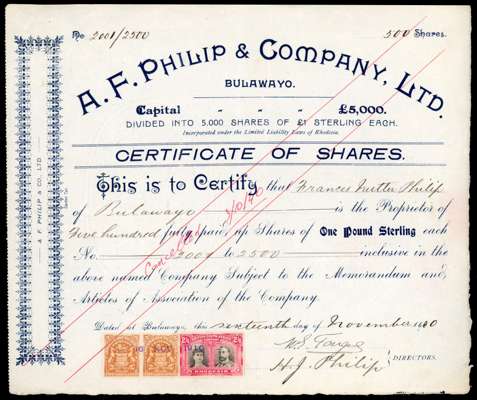 No 2001/2500 500 Shares.
A. F. PHILIP & COMPANY, LTD.
BULAWAYO.
Capital - - - £5,000.
DIVIDED INTO 5,000 SHARES OF £1 STERLING EACH.
Incorporated under the Limited Liability Laws of Rhodesia.
CERTIFICATE OF SHARES.
This is to Certify that Frances Philip
of Bulawayo is the Proprietor of
Five hundred fully paid up Shares of One Pound Sterling each
No. 2001 to 2500 inclusive in the
above named Company Subject to the Memorandum and
Articles of Association of the Company.
Dated at Bulawayo, this sixteenth day of November 1910
H. J. Philip DIRECTORS.
Cancelled
A F PHILIP & CO. LTD